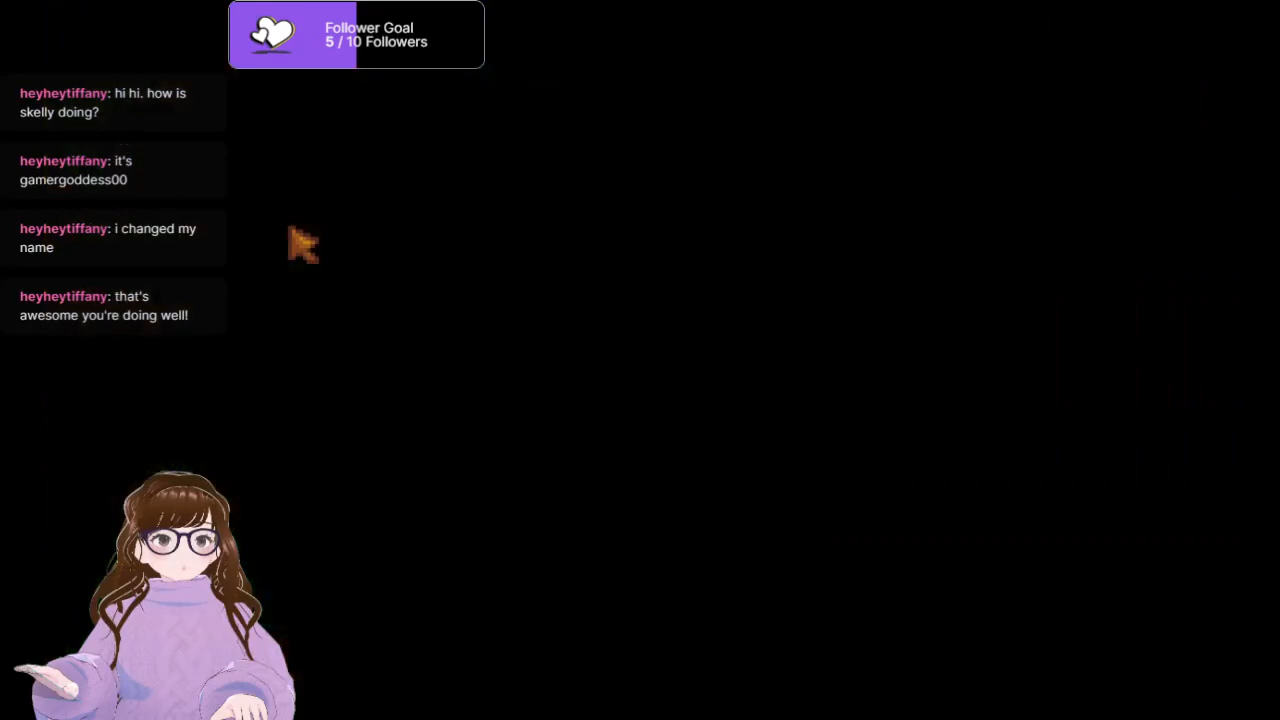 Follower Goal
5 / 10 Followers
heyheytiffany: hi hi. how is
skelly doing?
heyheytiffany: it's
gamergoddess00
heyheytiffany: i changed my
name
heyheytiffany: that's
awesome you're doing well!